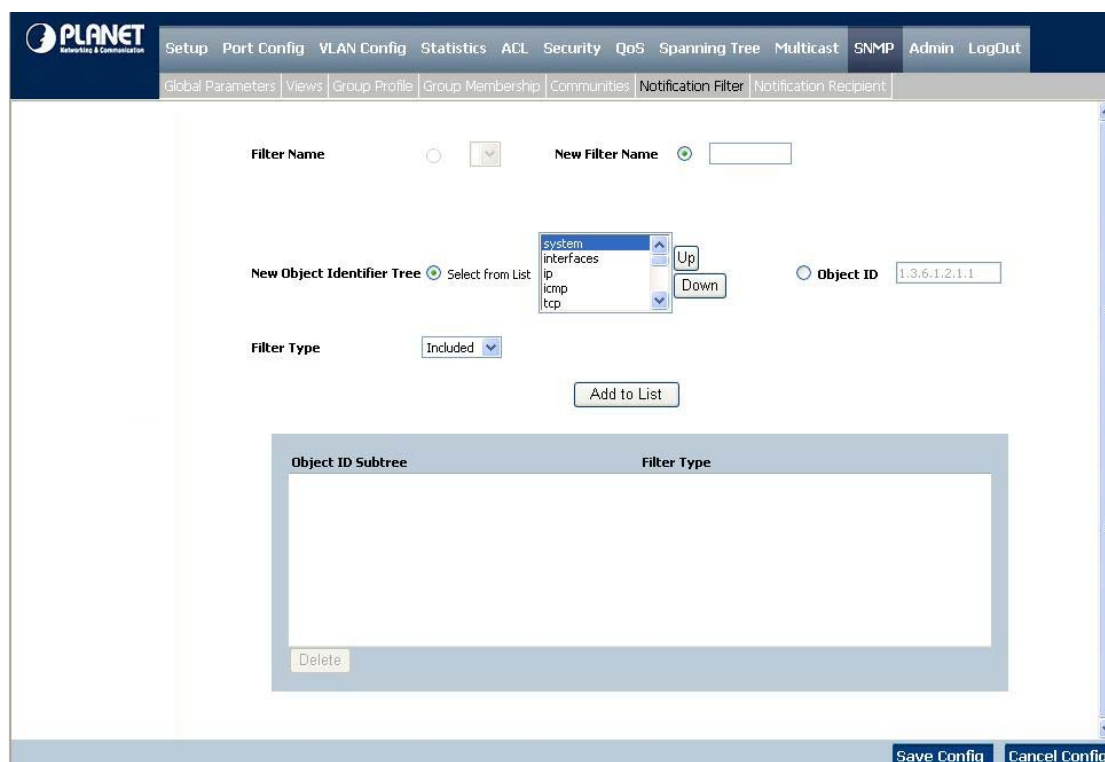 PLANET
Networking & Communication
Setup Port Config VLAN Config Statistics ACL Security QoS Spanning Tree Multicast SNMP Admin LogOut
Global Parameters Views Group Profile Group Membership Communities Notification Filter Notification Recipient
Filter Name New Filter Name
system
interfaces
ip
icmp
tcp
New Object Identifier Tree Select from List Up Down Object ID 1.3.6.1.2.1.1
Filter Type Included
Add to List
Object ID Subtree Filter Type
Delete
Save Config Cancel Config